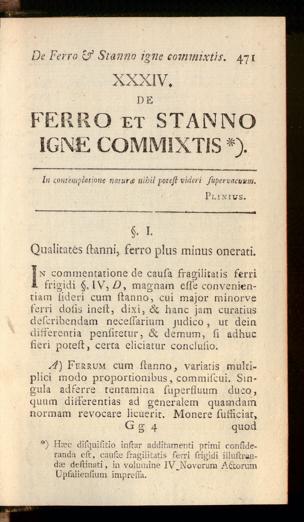 De Ferro & Stanno igne commixtis. 471
XXXIV.
DE
FERRO ET STANNO
IGNE COMMIXTIS *).
In contemplatione naturæ nihil potest videri supervacuum.
PLINIUS.
§. I.
Qualitates stanni, ferro plus minus onerati.
IN commentatione de causa fragilitatis ferri
frigidi §. IV, D, magnam esse convenien-
tiam sideri cum stanno, cui major minorve
ferri dosis inest, dixi, & hanc jam curatius
describendam necessarium judico, ut dein
differentia pensitetur, & demum, si adhuc
fieri potest, certa eliciatur conclusio.
A) FERRUM cum stanno, variatis multi-
plici modo proportionibus, commiscui. Sin-
gula adferre tentamina superfluum duco,
quum differentias ad generalem quamdam
normam revocare licuerit. Monere sufficiat,
G g 4 quod
*) Hæc disquisitio instar additamenti primi conside-
randa est, causæ fragilitatis ferri frigidi illustran-
dæ destinati, in volumine IV Novorum Actorum
Upsaliensium impressa.